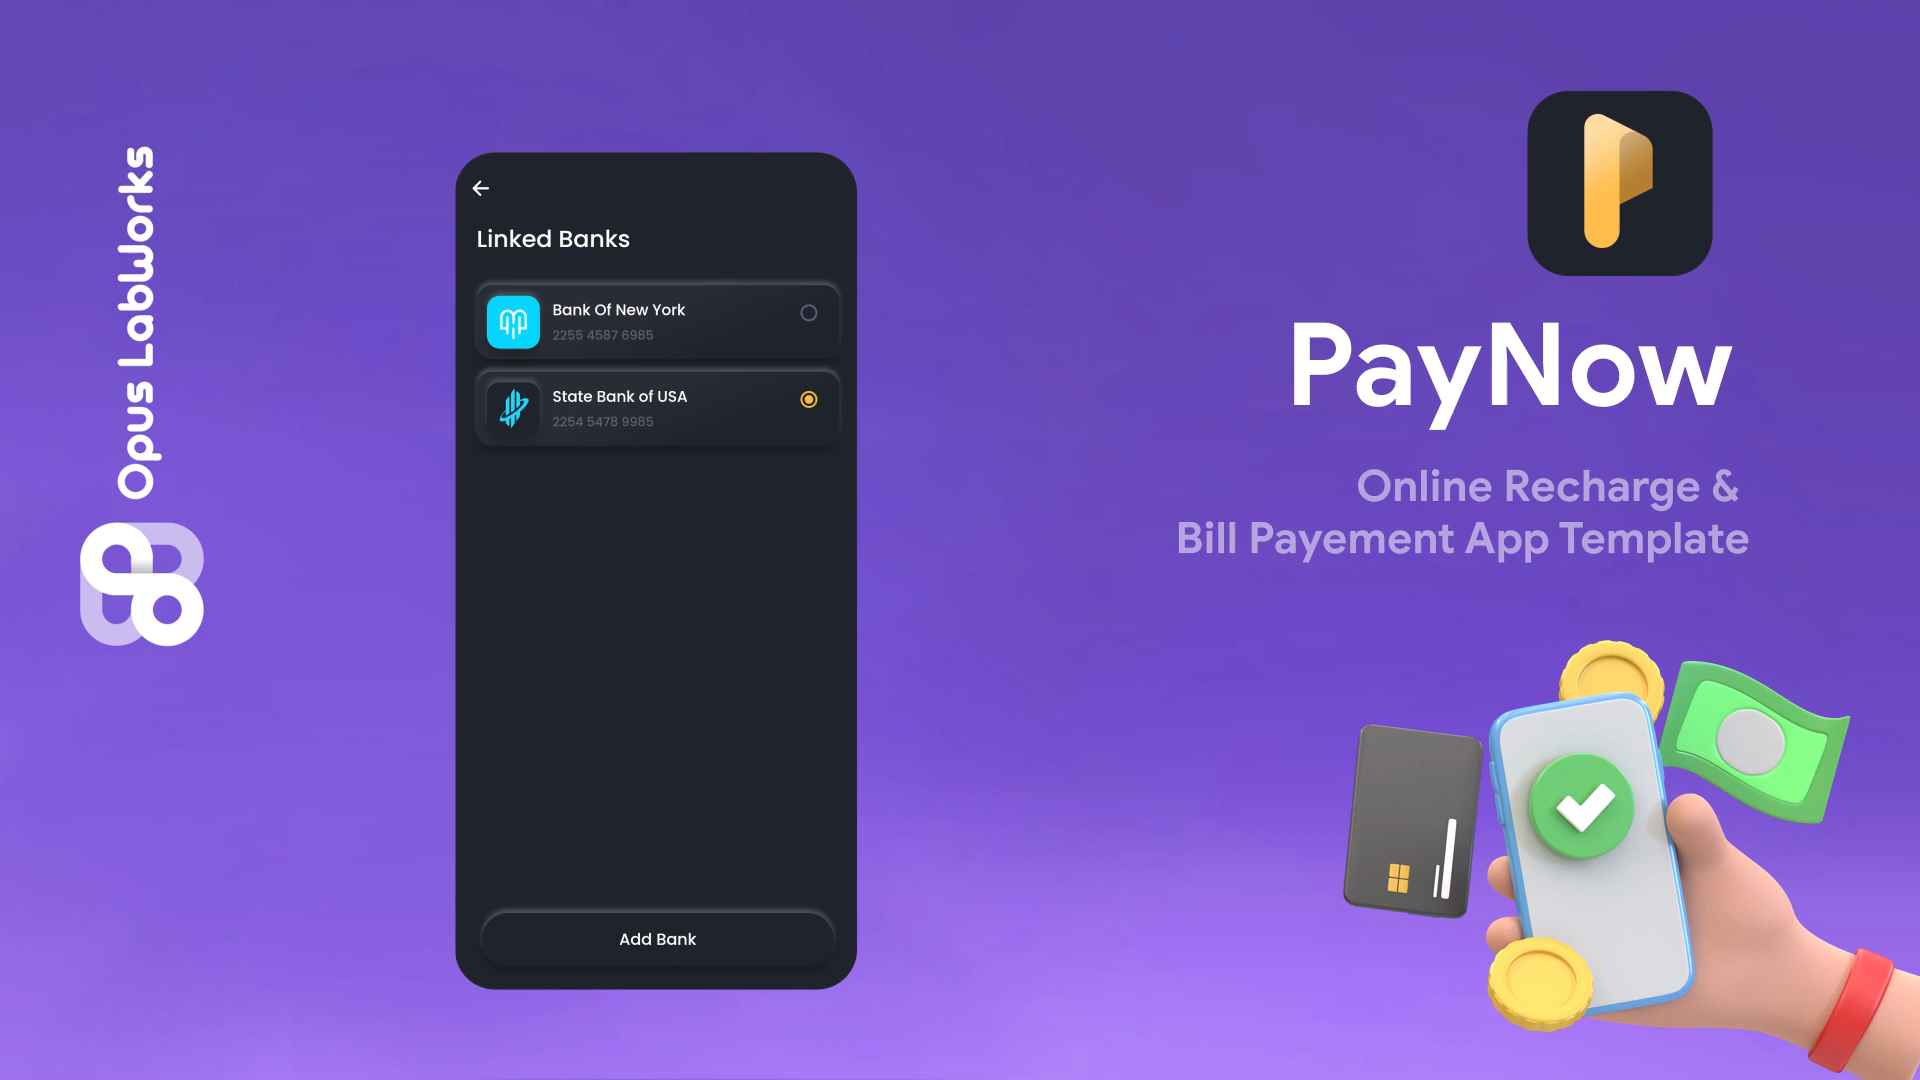 Opus LabWorks
Linked Banks
Bank Of New York
2255 4587 6985
State Bank of USA
2254 5478 9985
Add Bank
PayNow
Online Recharge &
Bill Payement App Template